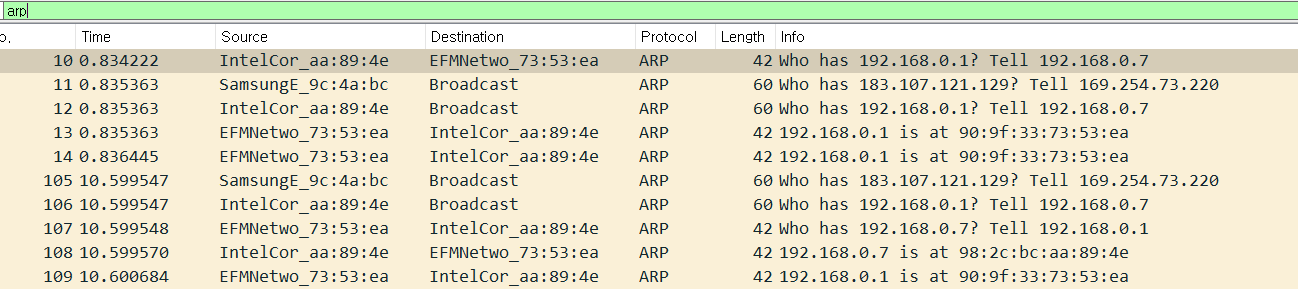 arp
o. Time Source Destination Protocol Length Info
10 0.834222 IntelCor_aa:89:4e EFMNetwo_73:53:ea ARP 42 Who has 192.168.0.1? Tell 192.168.0.7
11 0.835363 SamsungE_9c:4a:bc Broadcast ARP 60 Who has 183.107.121.129? Tell 169.254.73.220
12 0.835363 IntelCor_aa:89:4e Broadcast ARP 60 Who has 192.168.0.1? Tell 192.168.0.7
13 0.835363 EFMNetwo_73:53:ea IntelCor_aa:89:4e ARP 42 192.168.0.1 is at 90:9f:33:73:53:ea
14 0.836445 EFMNetwo_73:53:ea IntelCor_aa:89:4e ARP 42 192.168.0.1 is at 90:9f:33:73:53:ea
105 10.599547 SamsungE_9c:4a:bc Broadcast ARP 60 Who has 183.107.121.129? Tell 169.254.73.220
106 10.599547 IntelCor_aa:89:4e Broadcast ARP 60 Who has 192.168.0.1? Tell 192.168.0.7
107 10.599548 EFMNetwo_73:53:ea IntelCor_aa:89:4e ARP 42 Who has 192.168.0.7? Tell 192.168.0.1
108 10.599570 IntelCor_aa:89:4e EFMNetwo_73:53:ea ARP 42 192.168.0.7 is at 98:2c:bc:aa:89:4e
109 10.600684 EFMNetwo_73:53:ea IntelCor_aa:89:4e ARP 42 192.168.0.1 is at 90:9f:33:73:53:ea